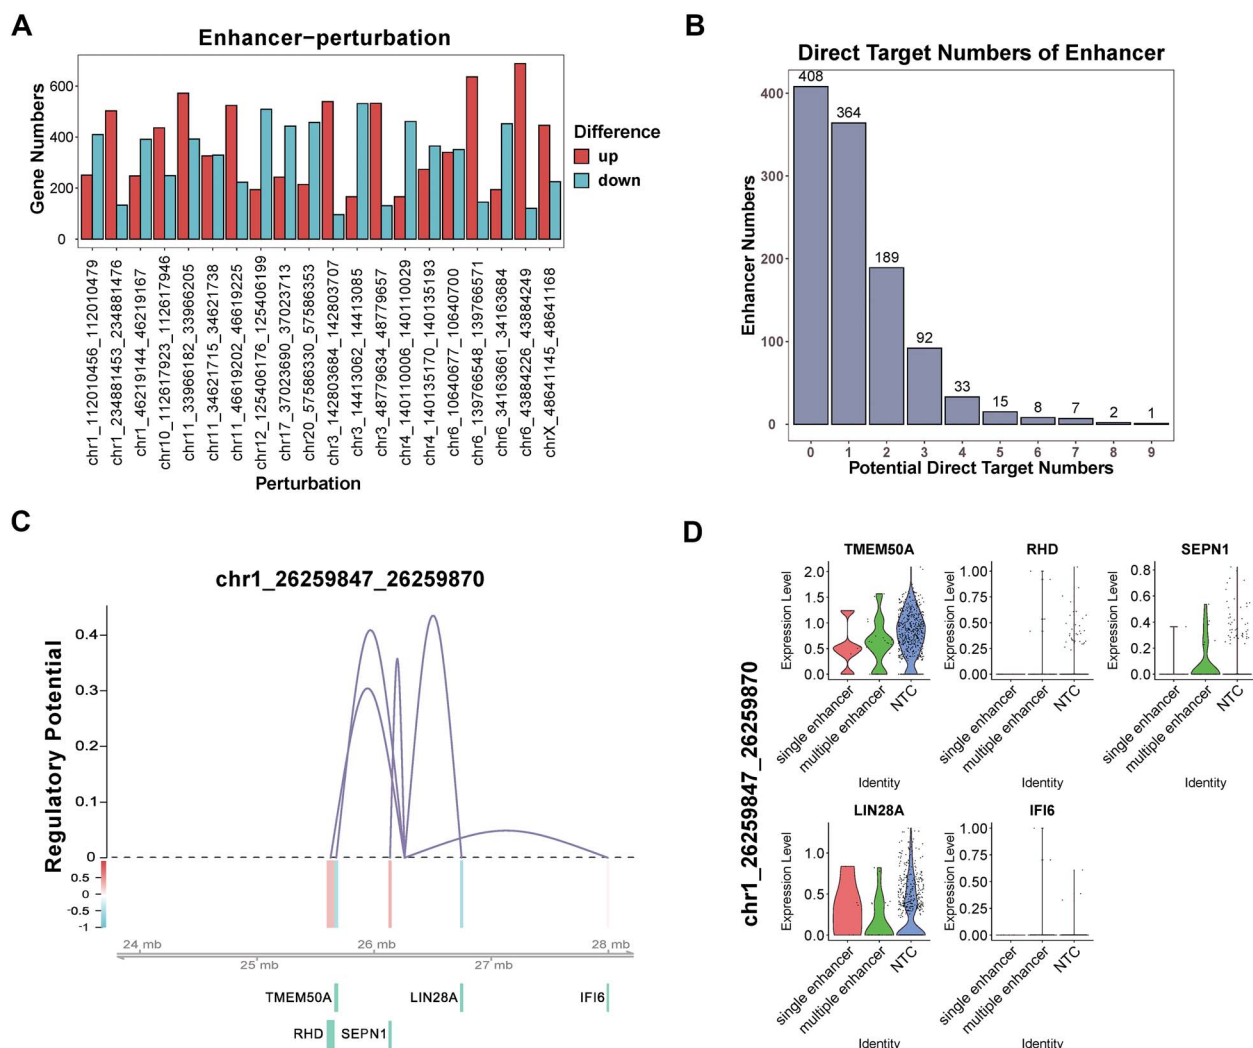 A
Enhancer−perturbation
Gene Numbers
600
400
200
0
Difference
up
down
chr1_112010456_112010479
chr1_234881453_234881476
chr1_46219144_46219167
chr10_112617923_112617946
chr11_33966182_33966205
chr11_34621715_34621738
chr11_46619202_46619225
chr12_125406176_125406199
chr17_37023690_37023713
chr20_57586330_57586353
chr3_142803684_142803707
chr3_14413062_14413085
chr3_48779634_48779657
chr4_140110006_140110029
chr4_140135170_140135193
chr6_10640677_10640700
chr6_139766548_139766571
chr6_34163661_34163684
chr6_43884226_43884249
chrX_48641145_48641168
Perturbation
B
Direct Target Numbers of Enhancer
Enhancer Numbers
400
300
200
100
0
408
364
189
92
33
15
8
7
2
1
0 1 2 3 4 5 6 7 8 9
Potential Direct Target Numbers
C
chr1_26259847_26259870
Regulatory Potential
0.4
0.3
0.2
0.1
0
0.5
0
-0.5
-1
24 mb 26 mb 28 mb
25 mb 27 mb
TMEM50A LIN28A IFI6
RHD SEPN1
D
chr1_26259847_26259870
TMEM50A
Expression Level
2.0
1.5
1.0
0.5
0.0
single enhancer
multiple enhancer
NTC
Identity
RHD
Expression Level
1.00
0.75
0.50
0.25
0.00
single enhancer
multiple enhancer
NTC
Identity
SEPN1
Expression Level
0.8
0.6
0.4
0.2
0.0
single enhancer
multiple enhancer
NTC
Identity
LIN28A
Expression Level
1.0
0.5
0.0
single enhancer
multiple enhancer
NTC
Identity
IFI6
Expression Level
1.00
0.75
0.50
0.25
0.00
single enhancer
multiple enhancer
NTC
Identity